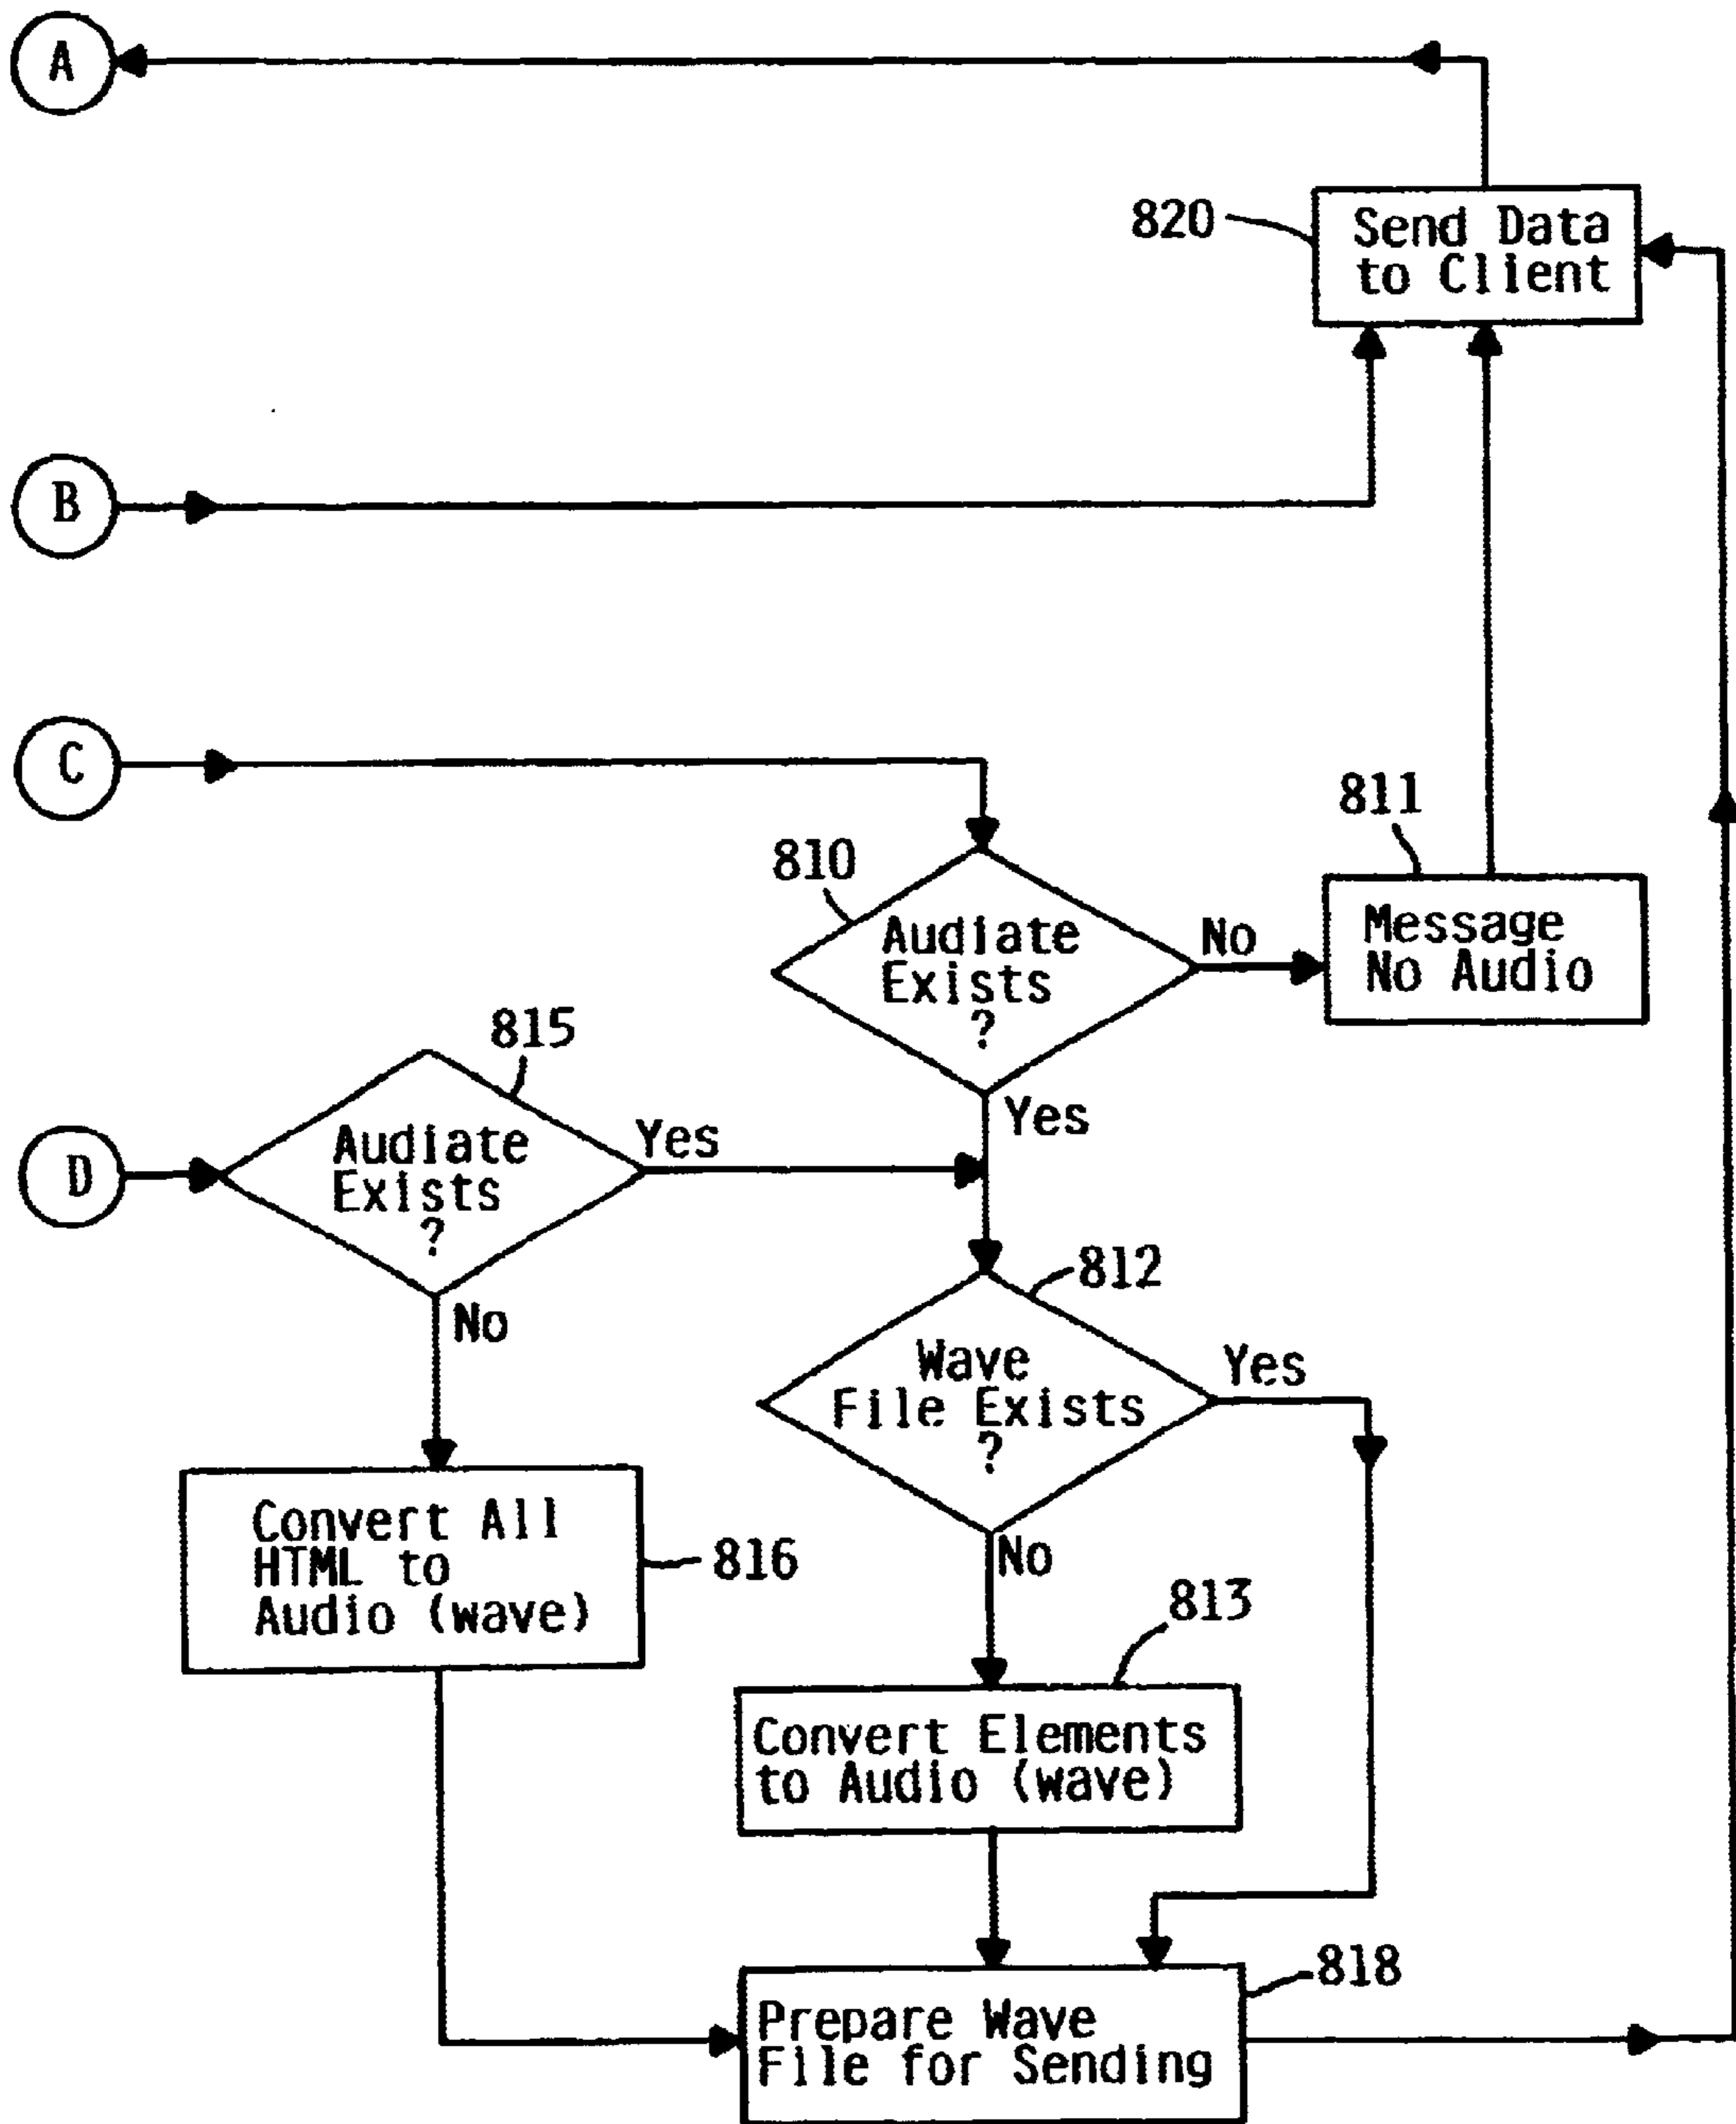 A
820
Send Data
to Client
B
C
811
810
Audiate
Exists
?
No
Message
No Audio
815
Yes
D
Audiate
Exists
?
Yes
812
No
Wave
File Exists
?
Yes
Convert All
HTML to
Audio (wave)
816
No
813
Convert Elements
to Audio (wave)
818
Prepare Wave
File for Sending